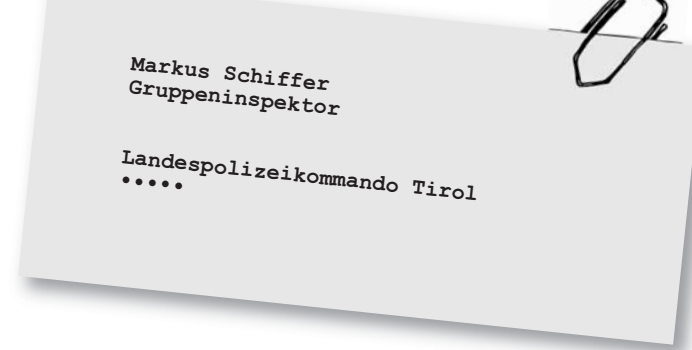 Markus Schiffer
Gruppeninspektor
Landespolizeikommando Tirol
•••••